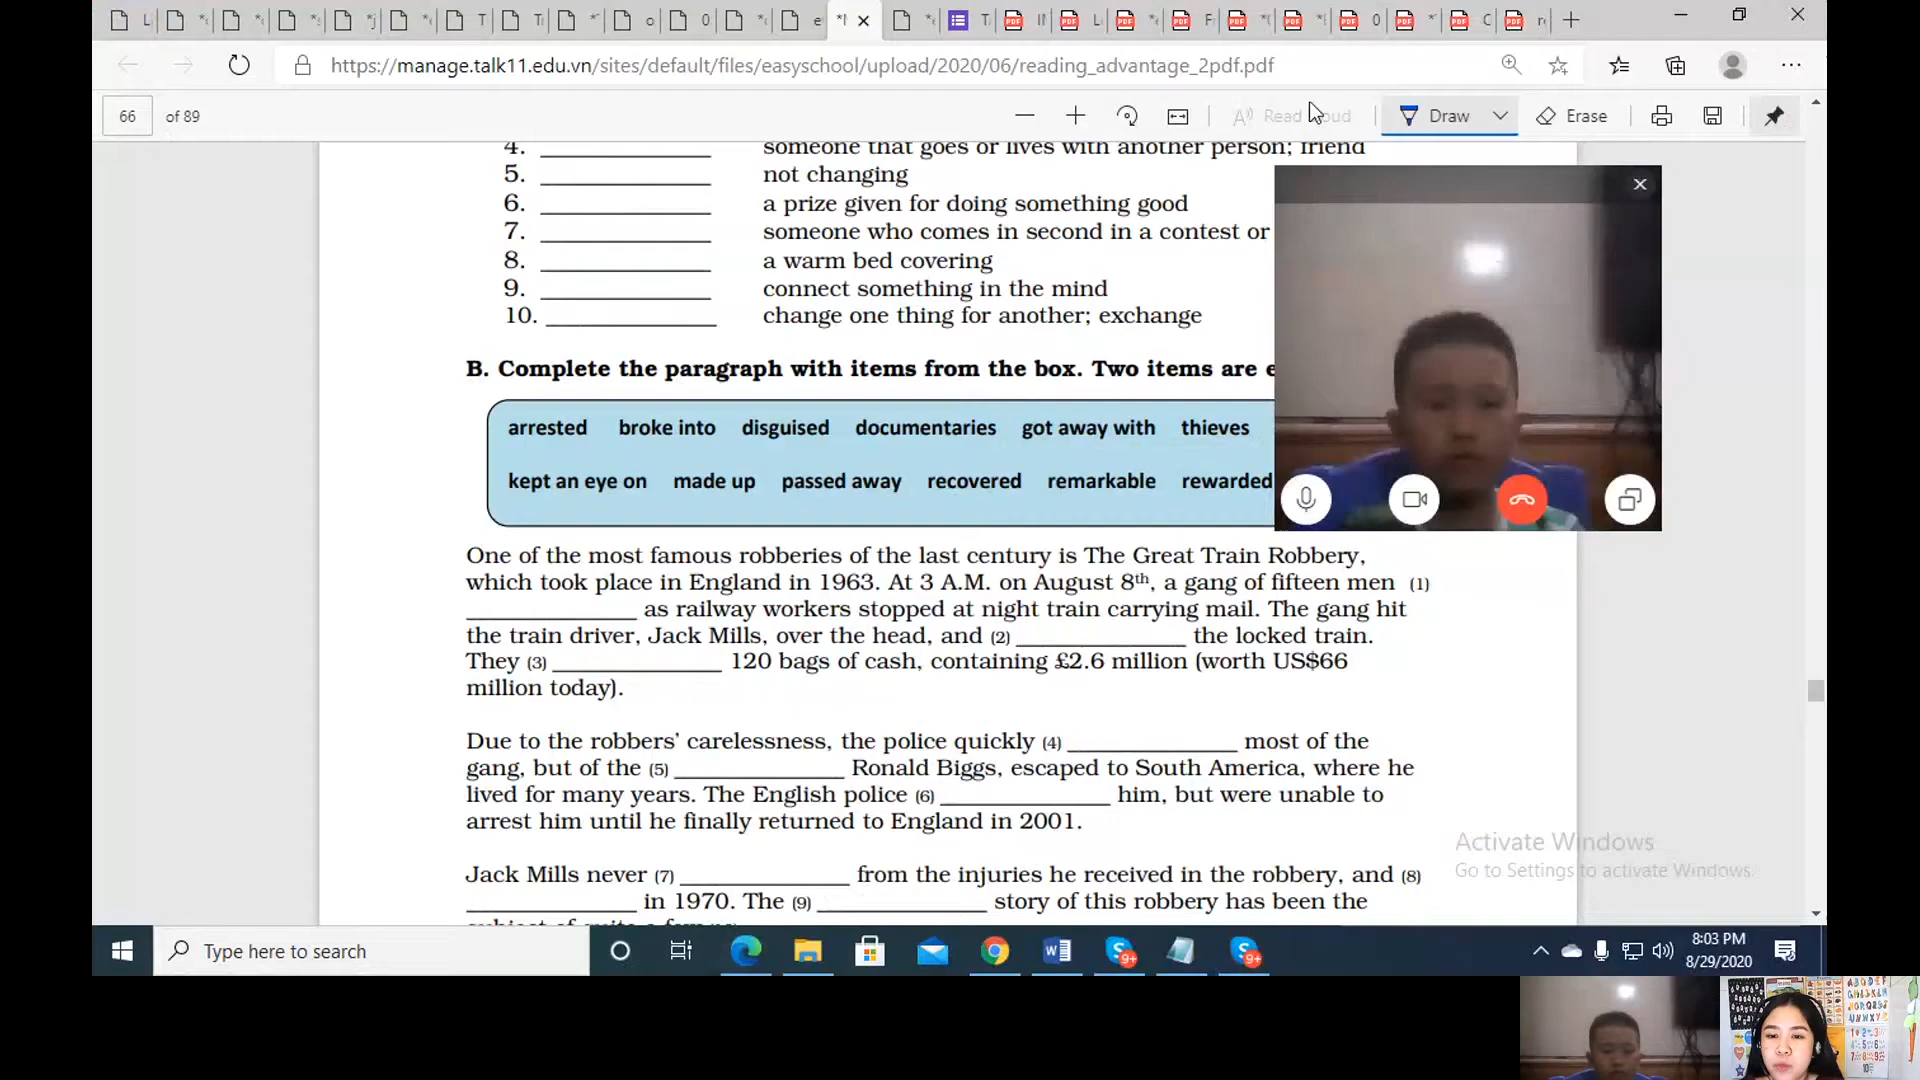 https://manage.talk11.edu.vn/sites/default/files/easyschool/upload/2020/06/reading_advantage_2pdf.pdf
66 of 89
Draw
Erase
4. someone that goes or lives with another person; friend
5. not changing
6. a prize given for doing something good
7. someone who comes in second in a contest or
8. a warm bed covering
9. connect something in the mind
10. change one thing for another; exchange
B. Complete the paragraph with items from the box. Two items are e
arrested broke into disguised documentaries got away with thieves
kept an eye on made up passed away recovered remarkable rewarded
One of the most famous robberies of the last century is The Great Train Robbery,
which took place in England in 1963. At 3 A.M. on August 8th, a gang of fifteen men (1)
______________ as railway workers stopped at night train carrying mail. The gang hit
the train driver, Jack Mills, over the head, and (2) ______________ the locked train.
They (3) ______________ 120 bags of cash, containing £2.6 million (worth US$66
million today).
Due to the robbers' carelessness, the police quickly (4) ______________ most of the
gang, but of the (5) ______________ Ronald Biggs, escaped to South America, where he
lived for many years. The English police (6) ______________ him, but were unable to
arrest him until he finally returned to England in 2001.
Jack Mills never (7) ______________ from the injuries he received in the robbery, and (8)
______________ in 1970. The (9) ______________ story of this robbery has been the
Activate Windows
Go to Settings to activate Windows.
Type here to search
9+
9+
8:03 PM
8/29/2020